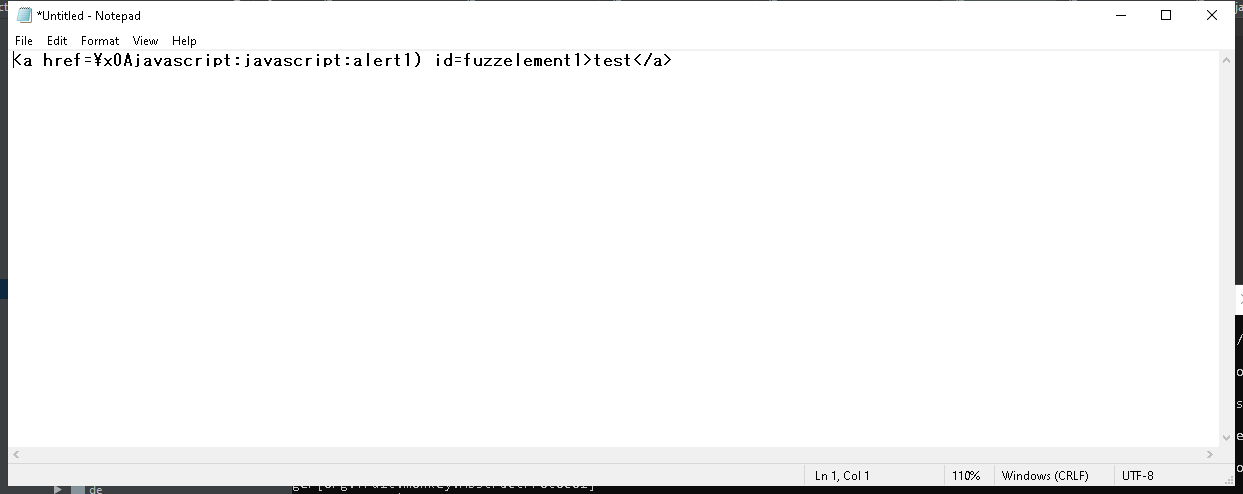 *Untitled - Notepad
File Edit Format View Help
<a href=¥x0Ajavascript:javascript:alert1) id=fuzzelement1>test</a>
Ln 1, Col 1 110% Windows (CRLF) UTF-8
de